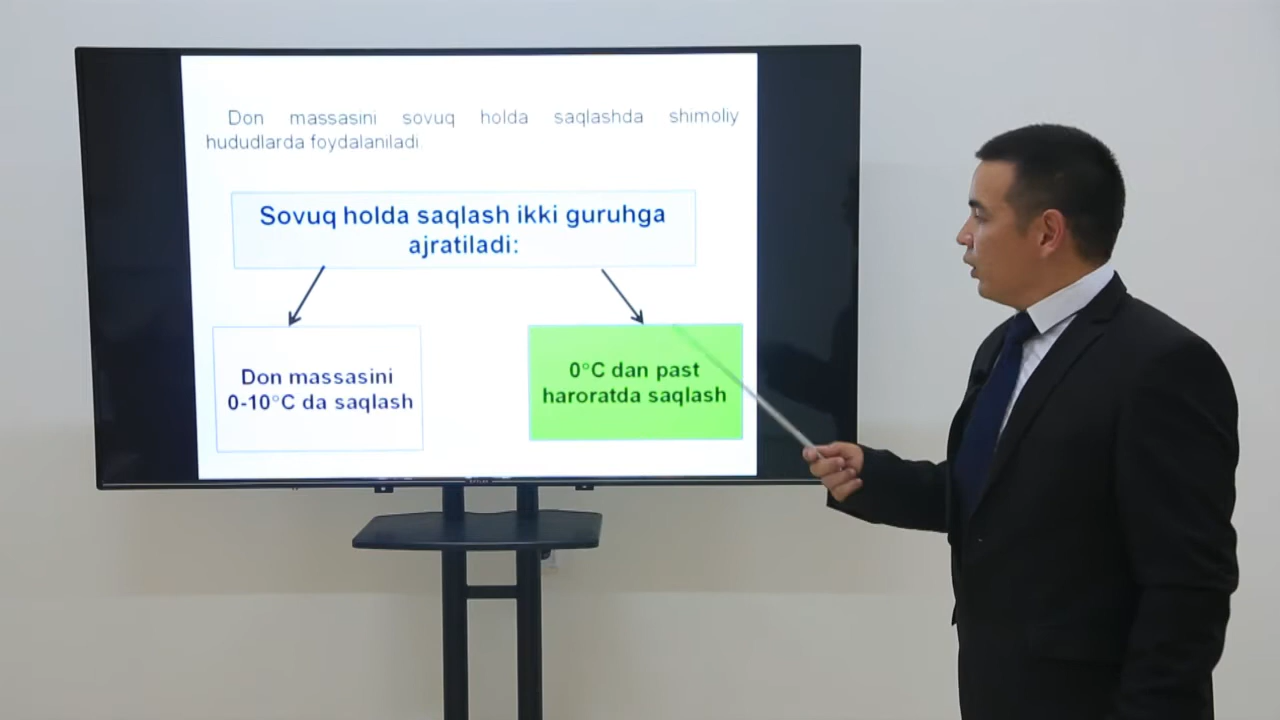 Don massasini sovuq holda saqlashda shimoliy
hududlarda foydalaniladi.
Sovuq holda saqlash ikki guruhga
ajratiladi:
Don massasini
0-10°C da saqlash
0°C dan past
haroratda saqlash